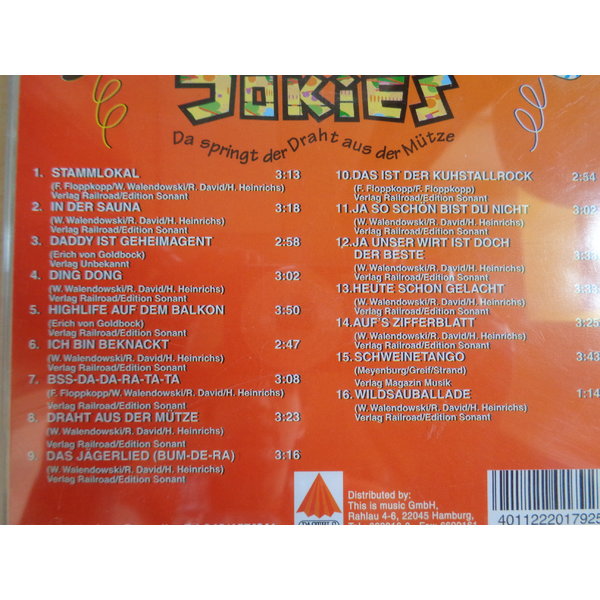 JOKIES
Da springt der Draht aus der Mütze
1. STAMMLOKAL 3:13
(F. Floppkopp/W. Walendowski/R. David/H. Heinrichs)
Verlag Railroad/Edition Sonant
2. IN DER SAUNA 3:18
(W. Walendowski/R. David/H. Heinrichs)
Verlag Railroad/Edition Sonant
3. DADDY IST GEHEIMAGENT 2:58
(Erich von Goldbock)
Verlag Unbekannt
4. DING DONG 3:02
(W. Walendowski/R. David/H. Heinrichs)
Verlag Railroad/Edition Sonant
5. HIGHLIFE AUF DEM BALKON 3:50
(Erich von Goldbock)
Verlag Railroad/Edition Sonant
6. ICH BIN BEKNACKT 2:47
(W. Walendowski/R. David/H. Heinrichs)
Verlag Railroad/Edition Sonant
7. BSS-DA-DA-RA-TA-TA 3:08
(F. Floppkopp/W. Walendowski/R. David/H. Heinrichs)
Verlag Railroad/Edition Sonant
8. DRAHT AUS DER MÜTZE 3:23
(W. Walendowski/R. David/H. Heinrichs)
Verlag Railroad/Edition Sonant
9. DAS JÄGERLIED (BUM-DE-RA) 3:16
(W. Walendowski/R. David/H. Heinrichs)
Verlag Railroad/Edition Sonant
10. DAS IST DER KUHSTALLROCK 2:54
(F. Floppkopp/F. Floppkopp)
Verlag Railroad/Edition Sonant
11. JA SO SCHÖN BIST DU NICHT 3:02
(W. Walendowski/R. David/H. Heinrichs)
Verlag Railroad/Edition Sonant
12. JA UNSER WIRT IST DOCH
DER BESTE 3:33
(W. Walendowski/R. David/H. Heinrichs)
Verlag Railroad/Edition Sonant
13. HEUTE SCHON GELACHT 3:33
(W. Walendowski/R. David/H. Heinrichs)
Verlag Railroad/Edition Sonant
14. AUF'S ZIFFERBLATT 3:25
(W. Walendowski/R. David/H. Heinrichs)
Verlag Railroad/Edition Sonant
15. SCHWEINETANGO 3:43
(Meyenburg/Greif/Strand)
Verlag Magazin Musik
16. WILDSAUBALLADE 1:14
(W. Walendowski/R. David/H. Heinrichs)
Verlag Railroad/Edition Sonant
Distributed by:
This is music GmbH,
Rahlau 4-6, 22045 Hamburg,
4011222017925